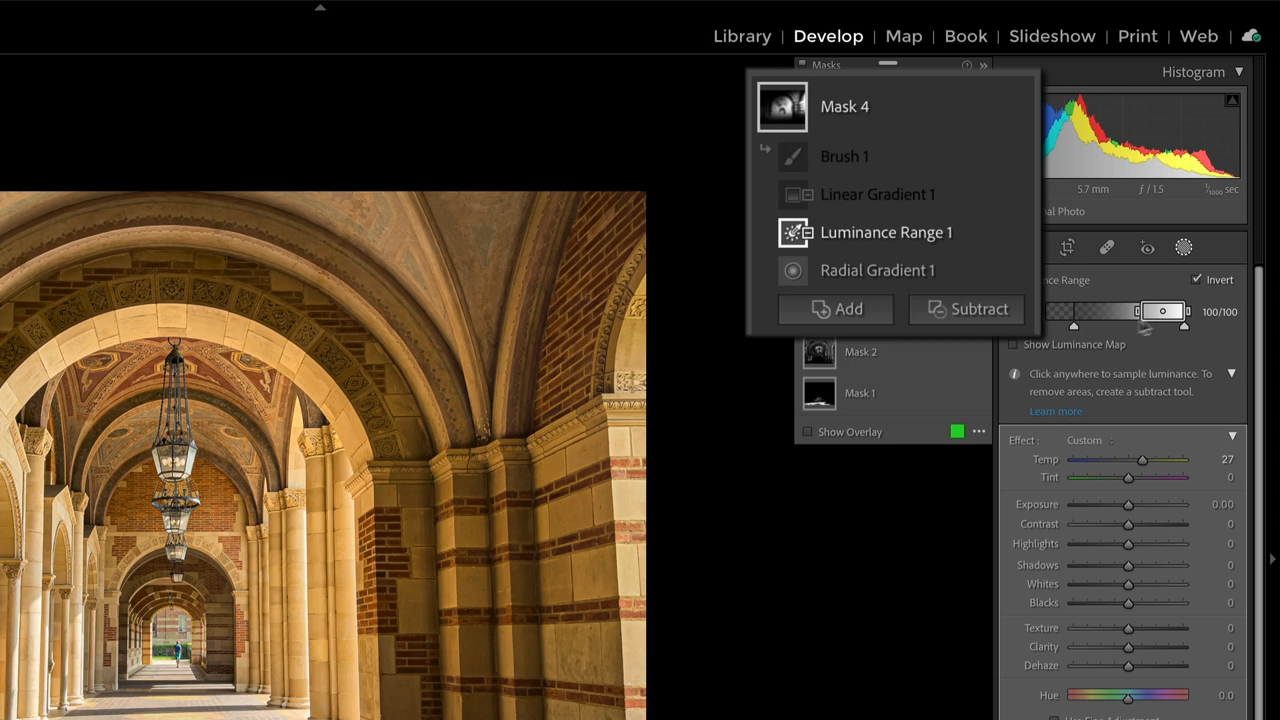 Library | Develop | Map | Book | Slideshow | Print | Web |
Masks
Histogram
Mask 4
Brush 1
Linear Gradient 1
Luminance Range 1
Radial Gradient 1
Add Subtract
5.7 mm ƒ / 1.5 1/1000 sec
al Photo
nce Range Invert
100/100
Show Luminance Map
Click anywhere to sample luminance. To
remove areas, create a subtract tool.
Learn more
Mask 2
Mask 1
Show Overlay
Effect : Custom
Temp 27
Tint 0
Exposure 0.00
Contrast 0
Highlights 0
Shadows 0
Whites 0
Blacks 0
Texture 0
Clarity 0
Dehaze 0
Hue 0.0